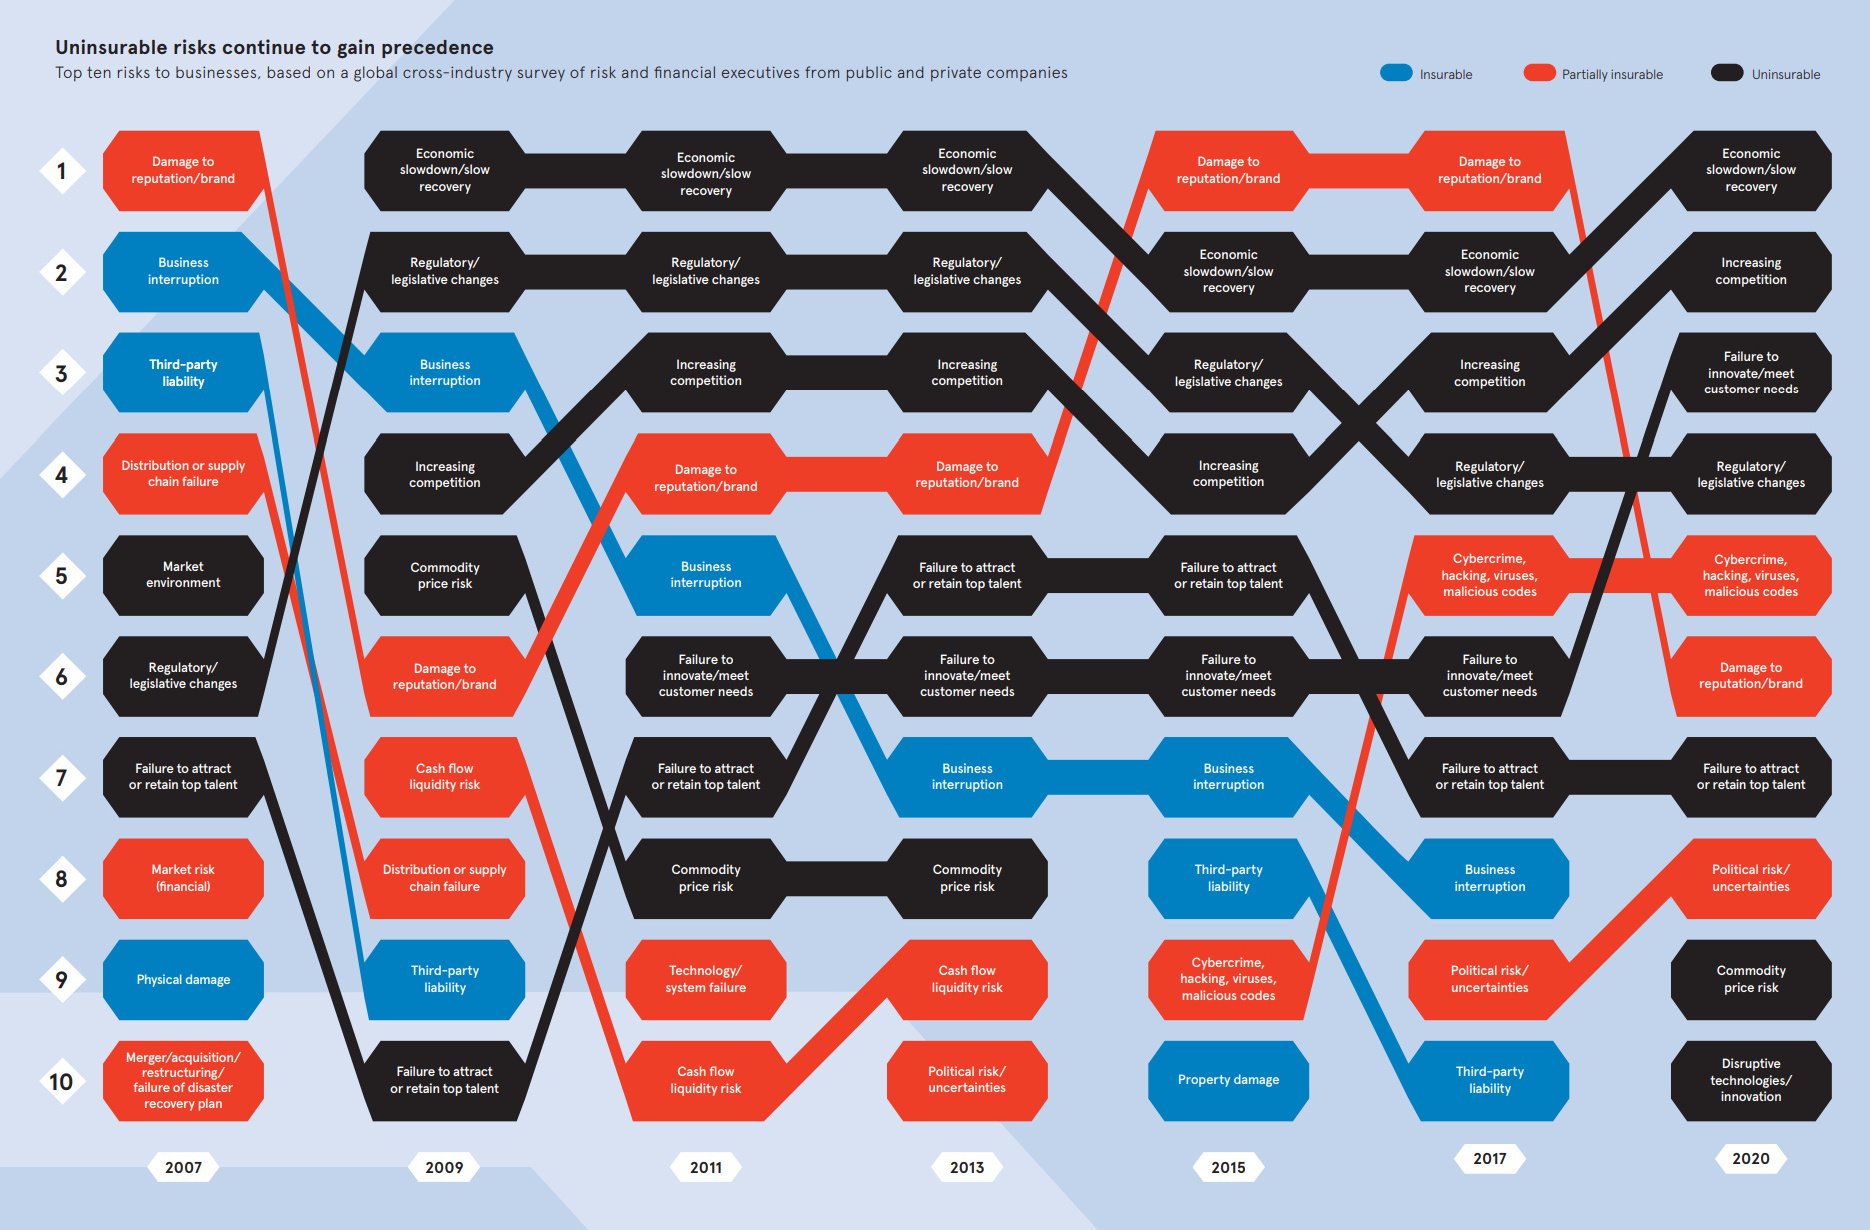 Uninsurable risks continue to gain precedence
Top ten risks to businesses, based on a global cross-industry survey of risk and financial executives from public and private companies
Insurable
Partially insurable
Uninsurable
1
Damage to
reputation/brand
Economic
slowdown/slow
recovery
Economic
slowdown/slow
recovery
Economic
slowdown/slow
recovery
Damage to
reputation/brand
Damage to
reputation/brand
Economic
slowdown/slow
recovery
2
Business
interruption
Regulatory/
legislative changes
Regulatory/
legislative changes
Regulatory/
legislative changes
Economic
slowdown/slow
recovery
Economic
slowdown/slow
recovery
Increasing
competition
3
Third-party
liability
Business
interruption
Increasing
competition
Increasing
competition
Regulatory/
legislative changes
Increasing
competition
Failure to
innovate/meet
customer needs
4
Distribution or supply
chain failure
Increasing
competition
Damage to
reputation/brand
Damage to
reputation/brand
Increasing
competition
Regulatory/
legislative changes
Regulatory/
legislative changes
5
Market
environment
Commodity
price risk
Business
interruption
Failure to attract
or retain top talent
Failure to attract
or retain top talent
Cybercrime,
hacking, viruses,
malicious codes
Cybercrime,
hacking, viruses,
malicious codes
6
Regulatory/
legislative changes
Damage to
reputation/brand
Failure to
innovate/meet
customer needs
Failure to
innovate/meet
customer needs
Failure to
innovate/meet
customer needs
Failure to
innovate/meet
customer needs
Damage to
reputation/brand
7
Failure to attract
or retain top talent
Cash flow
liquidity risk
Failure to attract
or retain top talent
Business
interruption
Business
interruption
Failure to attract
or retain top talent
Failure to attract
or retain top talent
8
Market risk
(financial)
Distribution or supply
chain failure
Commodity
price risk
Commodity
price risk
Third-party
liability
Business
interruption
Political risk/
uncertainties
9
Physical damage
Third-party
liability
Technology/
system failure
Cash flow
liquidity risk
Cybercrime,
hacking, viruses,
malicious codes
Political risk/
uncertainties
Commodity
price risk
10
Merger/acquisition/
restructuring/
failure of disaster
recovery plan
Failure to attract
or retain top talent
Cash flow
liquidity risk
Political risk/
uncertainties
Property damage
Third-party
liability
Disruptive
technologies/
innovation
2007
2009
2011
2013
2015
2017
2020